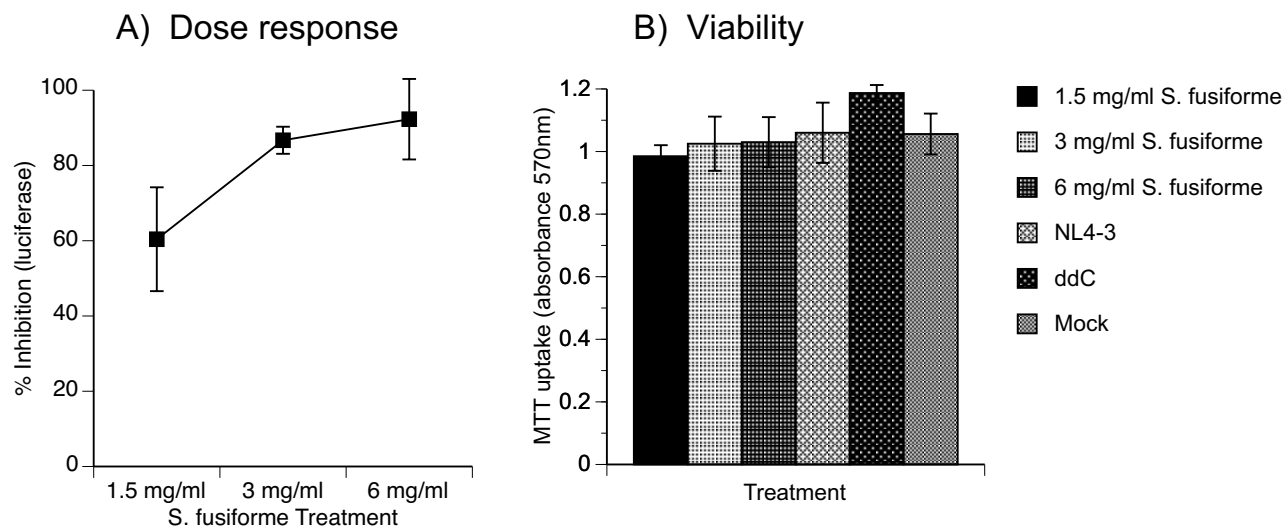 A) Dose response
% Inhibition (luciferase)
100
80
60
40
20
0
1.5 mg/ml 3 mg/ml 6 mg/ml
S. fusiforme Treatment
B) Viability
MTT uptake (absorbance 570nm)
1.2
1
0.8
0.6
0.4
0.2
0
Treatment
1.5 mg/ml S. fusiforme
3 mg/ml S. fusiforme
6 mg/ml S. fusiforme
NL4-3
ddC
Mock